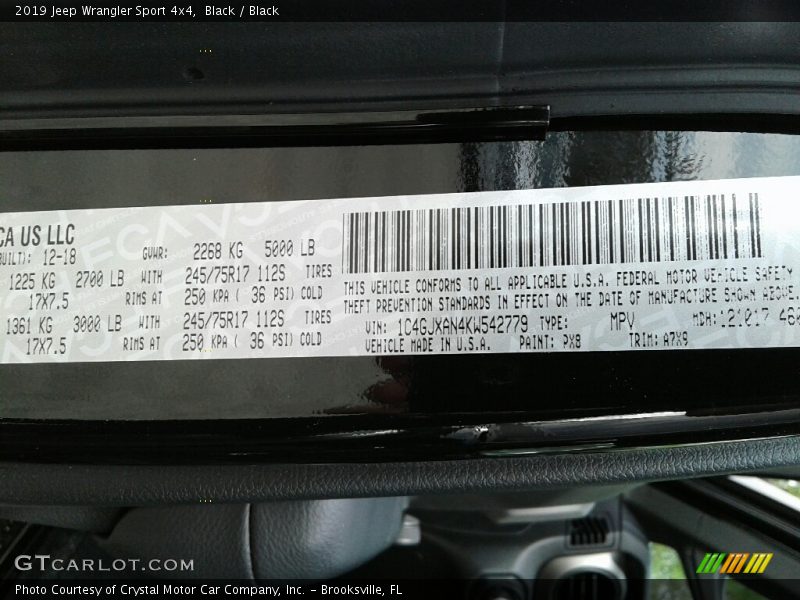 2019 Jeep Wrangler Sport 4x4, Black / Black
CA US LLC
BUILT): 12-18 GVWR: 2268 KG 5000 LB
1225 KG 2700 LB WITH 245/75R17 112S TIRES
17X7.5 RIMS AT 250 KPA ( 36 PSI) COLD
1361 KG 3000 LB WITH 245/75R17 112S TIRES
17X7.5 RIMS AT 250 KPA ( 36 PSI) COLD
THIS VEHICLE CONFORMS TO ALL APPLICABLE U.S.A. FEDERAL MOTOR VEHICLE SAFETY
THEFT PREVENTION STANDARDS IN EFFECT ON THE DATE OF MANUFACTURE SHOWN ABOVE.
VIN: 1C4GJXAN4KW542779 TYPE: MPV MDH: 121017
VEHICLE MADE IN U.S.A. PAINT: PX8 TRIM: A7X9
GTCARLOT.COM
Photo Courtesy of Crystal Motor Car Company, Inc. – Brooksville, FL